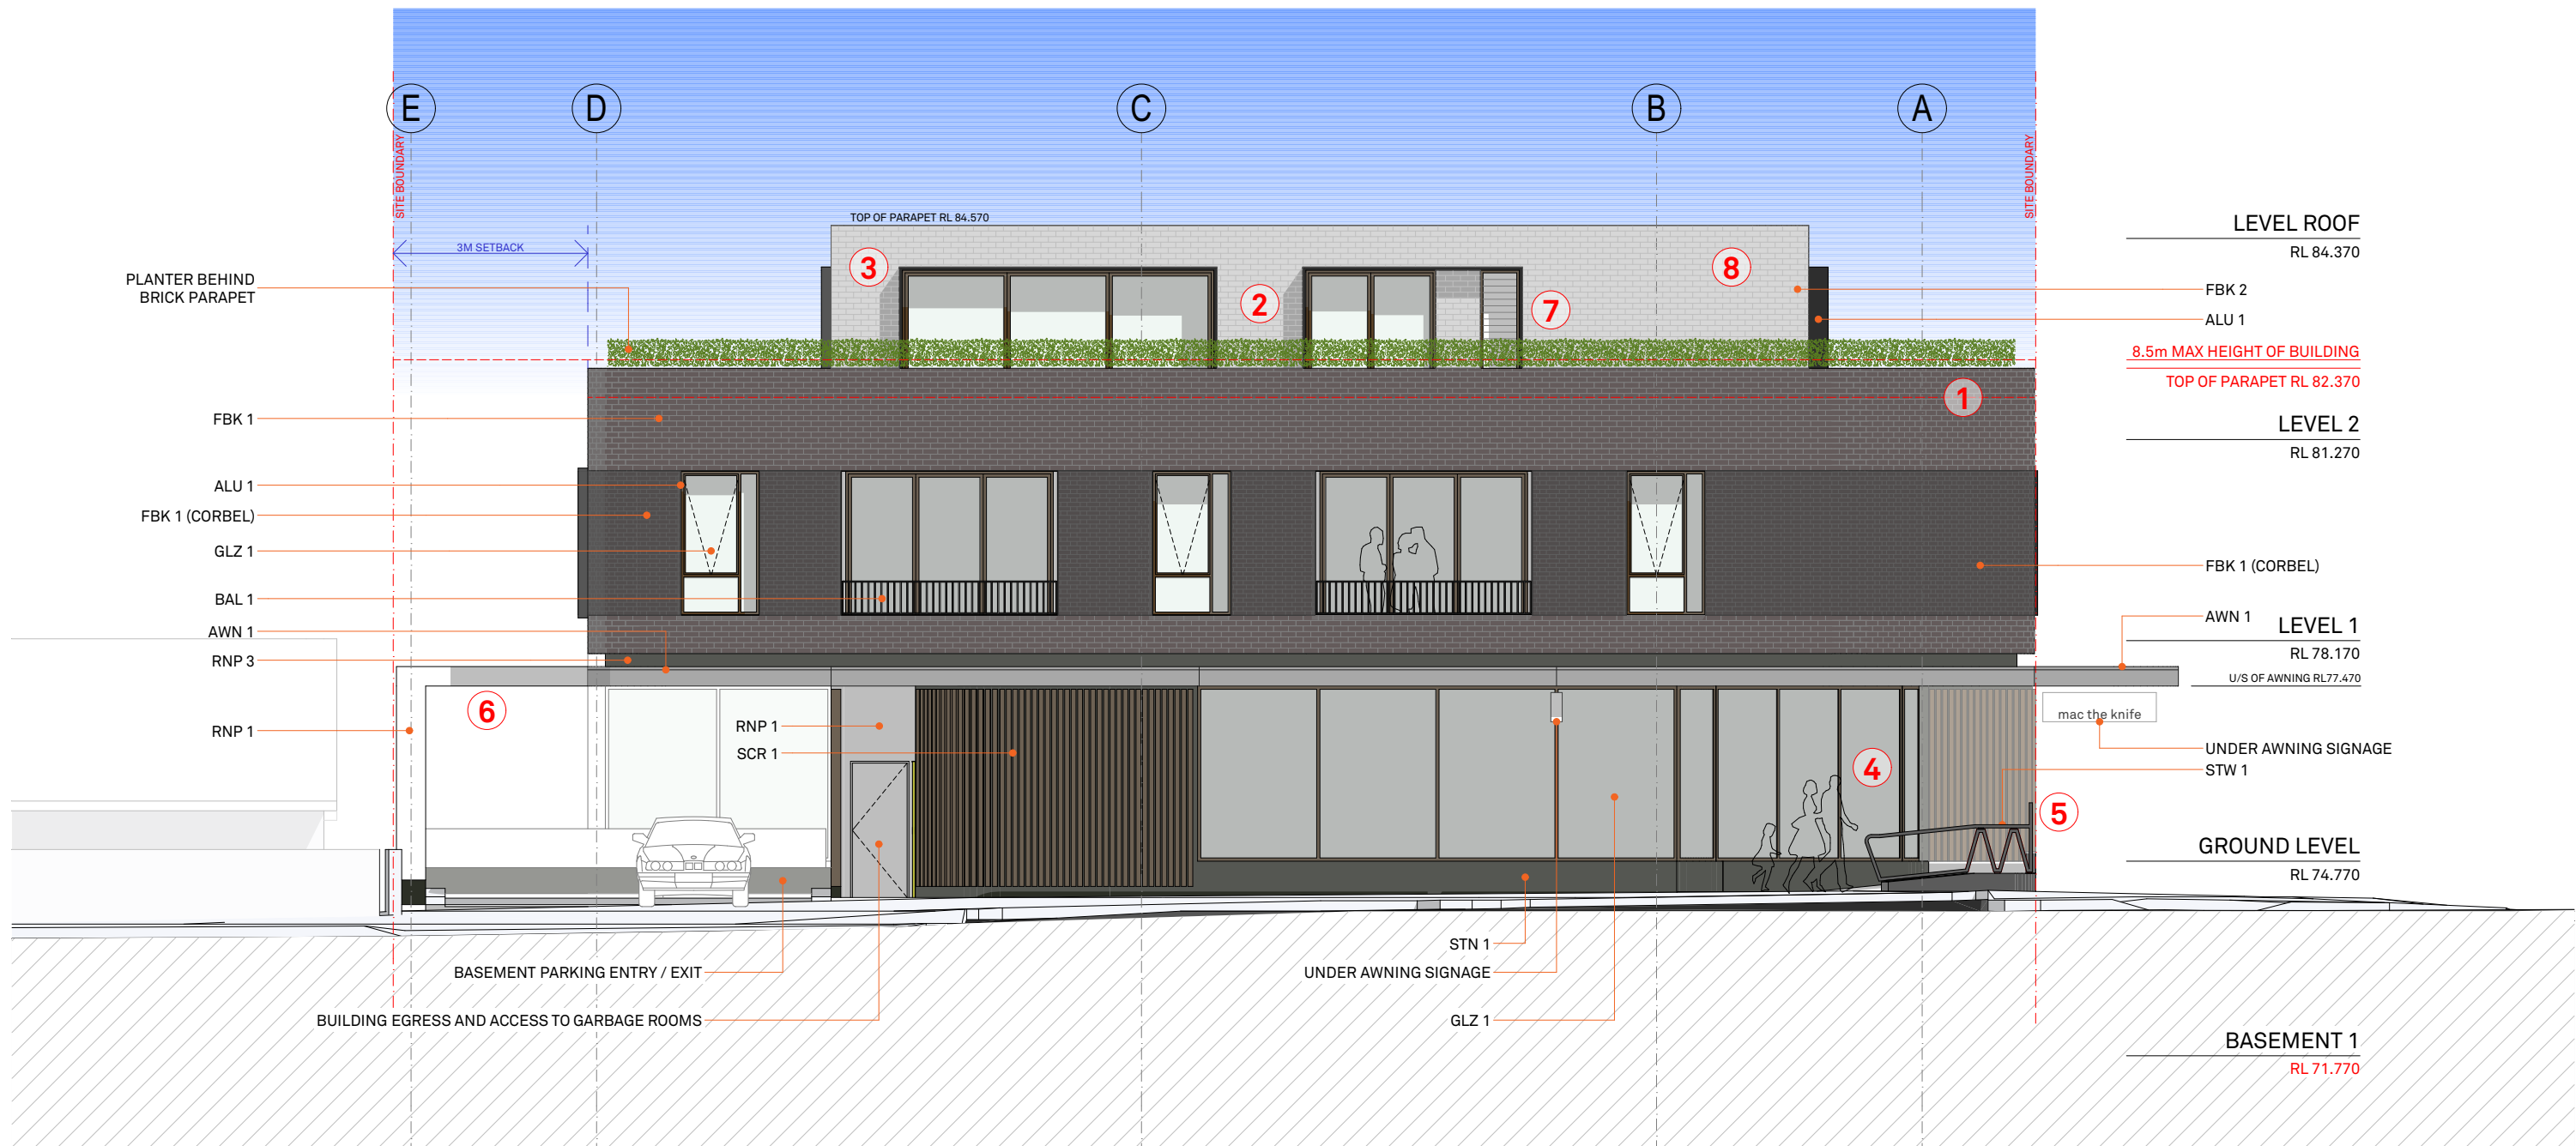 E
D
C
B
A
SITE BOUNDARY
SITE BOUNDARY
TOP OF PARAPET RL 84.570
3M SETBACK
PLANTER BEHIND
BRICK PARAPET
FBK 1
ALU 1
FBK 1 (CORBEL)
GLZ 1
BAL 1
AWN 1
RNP 3
RNP 1
3
2
7
8
1
6
4
5
RNP 1
SCR 1
mac the knife
BASEMENT PARKING ENTRY / EXIT
BUILDING EGRESS AND ACCESS TO GARBAGE ROOMS
STN 1
UNDER AWNING SIGNAGE
GLZ 1
LEVEL ROOF
RL 84.370
FBK 2
ALU 1
8.5m MAX HEIGHT OF BUILDING
TOP OF PARAPET RL 82.370
LEVEL 2
RL 81.270
FBK 1 (CORBEL)
AWN 1
LEVEL 1
RL 78.170
U/S OF AWNING RL77.470
UNDER AWNING SIGNAGE
STW 1
GROUND LEVEL
RL 74.770
BASEMENT 1
RL 71.770